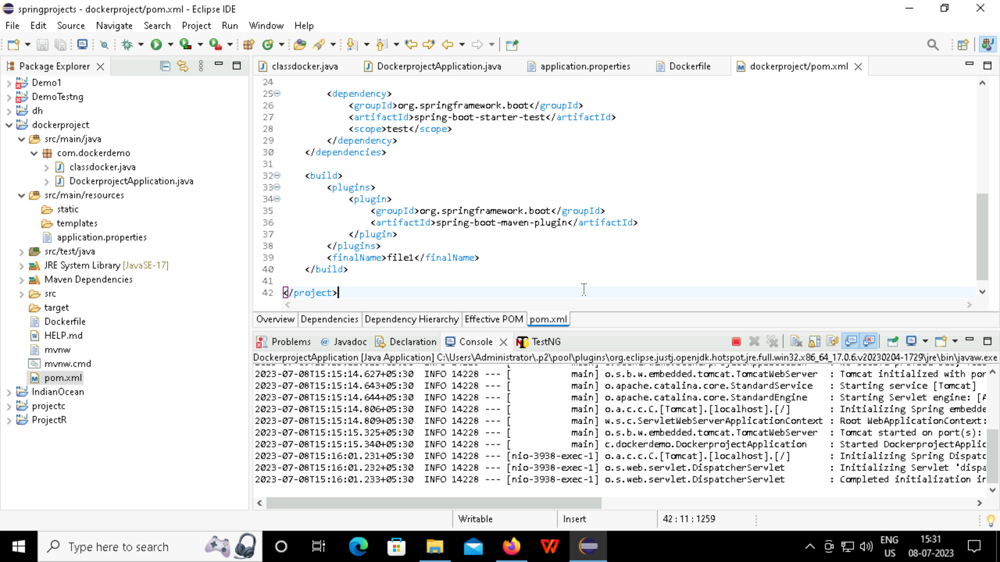 springprojects - dockerproject/pom.xml - Eclipse IDE
File Edit Source Navigate Search Project Run Window Help
Package Explorer
classdocker.java DockerprojectApplication.java application.properties Dockerfile dockerproject/pom.xml
Demo1
DemoTestng
dh
dockerproject
src/main/java
com.dockerdemo
classdocker.java
DockerprojectApplication.java
src/main/resources
static
templates
application.properties
src/test/java
JRE System Library [JavaSE-17]
Maven Dependencies
src
target
Dockerfile
HELP.md
mvnw
mvnw.cmd
pom.xml
IndianOcean
projectc
ProjectR
24
25 <dependency>
26 <groupId>org.springframework.boot</groupId>
27 <artifactId>spring-boot-starter-test</artifactId>
28 <scope>test</scope>
29 </dependency>
30 </dependencies>
31
32 <build>
33 <plugins>
34 <plugin>
35 <groupId>org.springframework.boot</groupId>
36 <artifactId>spring-boot-maven-plugin</artifactId>
37 </plugin>
38 </plugins>
39 <finalName>file1</finalName>
40 </build>
41
42 </project>
Overview Dependencies Dependency Hierarchy Effective POM pom.xml
Problems @ Javadoc Declaration Console TestNG
DockerprojectApplication [Java Application] C:\Users\Administrator\.p2\pool\plugins\org.eclipse.justj.openjdk.hotspot.jre.full.win32.x86_64_17.0.6.v20230204-1729\jre\bin\javaw.exe
2023-07-08T15:15:14.627+05:30 INFO 14228 --- [ main] o.s.b.w.embedded.tomcat.TomcatWebServer : Tomcat initialized with por
2023-07-08T15:15:14.643+05:30 INFO 14228 --- [ main] o.apache.catalina.core.StandardService : Starting service [Tomcat]
2023-07-08T15:15:14.644+05:30 INFO 14228 --- [ main] o.apache.catalina.core.StandardEngine : Starting Servlet engine: [A
2023-07-08T15:15:14.806+05:30 INFO 14228 --- [ main] o.a.c.c.C.[Tomcat].[localhost].[/] : Initializing Spring embedde
2023-07-08T15:15:14.809+05:30 INFO 14228 --- [ main] w.s.c.ServletWebServerApplicationContext : Root WebApplicationContext:
2023-07-08T15:15:15.325+05:30 INFO 14228 --- [ main] o.s.b.w.embedded.tomcat.TomcatWebServer : Tomcat started on port(s):
2023-07-08T15:15:15.340+05:30 INFO 14228 --- [ main] c.dockerdemo.DockerprojectApplication : Started DockerprojectApplic
2023-07-08T15:16:01.231+05:30 INFO 14228 --- [nio-3938-exec-1] o.a.c.c.C.[Tomcat].[localhost].[/] : Initializing Spring Dispatc
2023-07-08T15:16:01.232+05:30 INFO 14228 --- [nio-3938-exec-1] o.s.web.servlet.DispatcherServlet : Initializing Servlet 'dispa
2023-07-08T15:16:01.233+05:30 INFO 14228 --- [nio-3938-exec-1] o.s.web.servlet.DispatcherServlet : Completed initialization in
Writable Insert 42 : 11 : 1259
Type here to search
ENG
US
15:31
08-07-2023